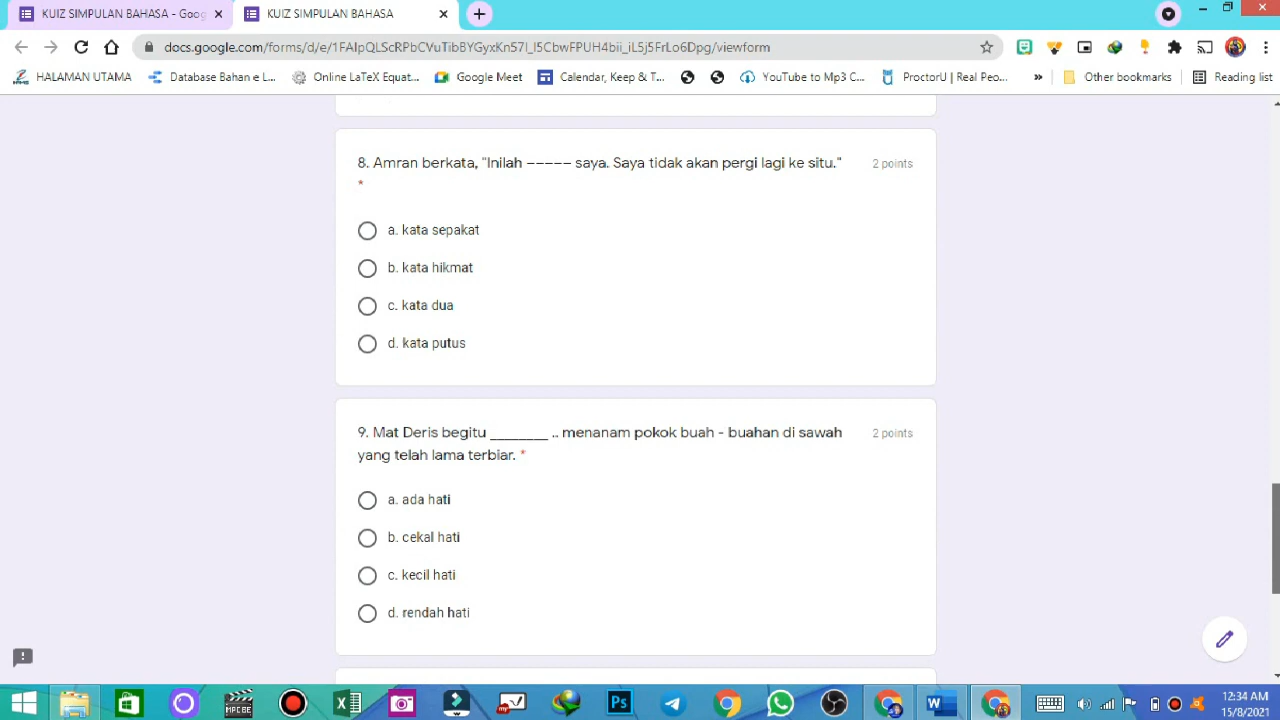 KUIZ SIMPULAN BAHASA - Goog
KUIZ SIMPULAN BAHASA
docs.google.com/forms/d/e/
/viewform
HALAMAN UTAMA
Database Bahan e L...
Online LaTeX Equat...
Google Meet
Calendar, Keep & T...
YouTube to Mp3 C...
ProctorU | Real Peo...
»
Other bookmarks
Reading list
8. Amran berkata, "Inilah ----- saya. Saya tidak akan pergi lagi ke situ."
*
2 points
a. kata sepakat
b. kata hikmat
c. kata dua
d. kata putus
9. Mat Deris begitu ________ .. menanam pokok buah - buahan di sawah
yang telah lama terbiar. *
2 points
a. ada hati
b. cekal hati
c. kecil hati
d. rendah hati
12:34 AM
15/8/2021